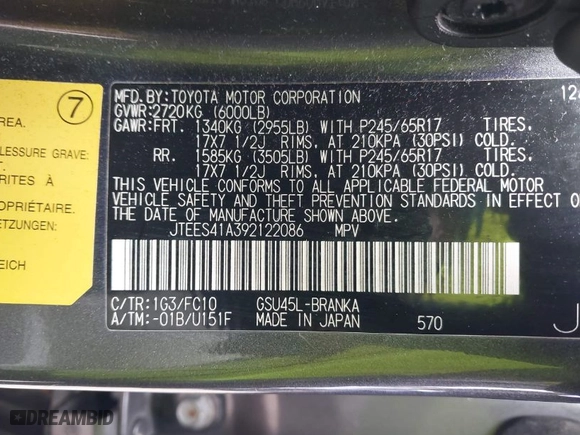 7
REA.
LESSURE GRAVE:
RITES À
PROPRIÉTAIRE.
ETZUNGEN:
EICH
MFD.BY:TOYOTA MOTOR CORPORATION 12
GVWR:2720KG (6000LB)
GAWR:FRT. 1340KG (2955LB) WITH P245/65R17 TIRES,
17X7 1/2J RIMS, AT 210KPA (30PSI) COLD.
RR. 1585KG (3505LB) WITH P245/65R17 TIRES,
17X7 1/2J RIMS, AT 210KPA (30PSI) COLD.
THIS VEHICLE CONFORMS TO ALL APPLICABLE FEDERAL MOTOR
VEHICLE SAFETY AND THEFT PREVENTION STANDARDS IN EFFECT O
THE DATE OF MANUFACTURE SHOWN ABOVE.
JTEES41A392122086 MPV
C/TR:1G3/FC10 GSU45L-BRANKA
A/TM:-01B/U151F MADE IN JAPAN 570
J
DREAMBID